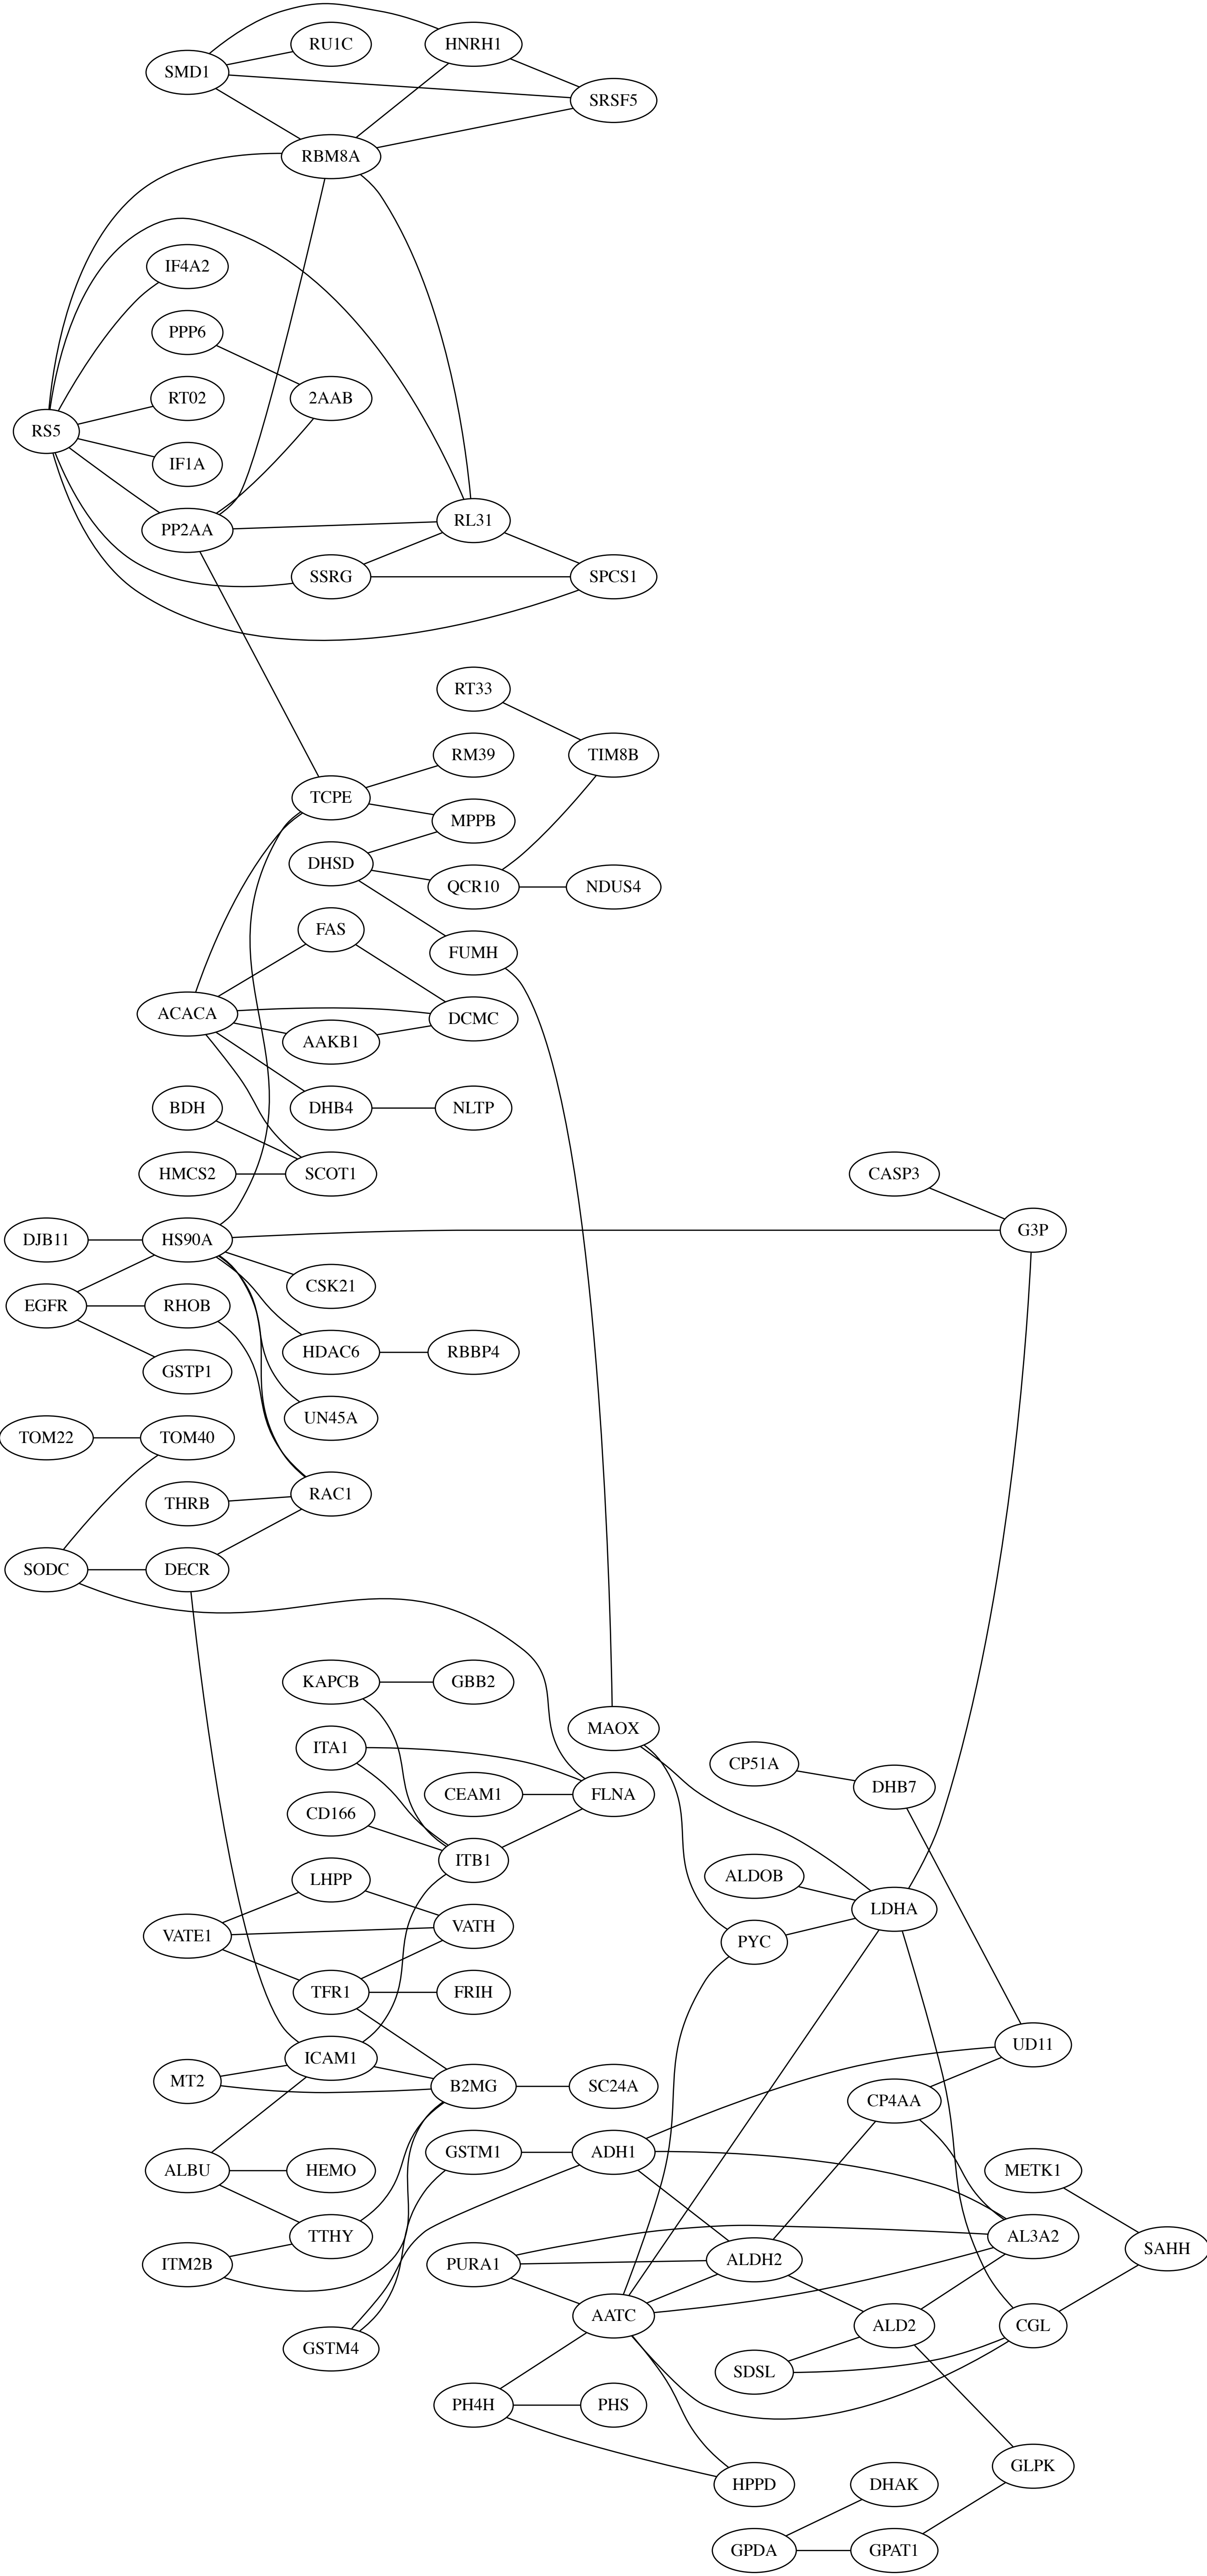 RU1C
HNRH1
SMD1
SRSF5
RBM8A
IF4A2
PPP6
RT02
2AAB
RS5
IF1A
PP2AA
RL31
SSRG
SPCS1
RT33
RM39
TIM8B
TCPE
MPPB
DHSD
QCR10
NDUS4
FAS
FUMH
ACACA
DCMC
AAKB1
BDH
DHB4
NLTP
HMCS2
SCOT1
CASP3
DJB11
HS90A
G3P
EGFR
RHOB
CSK21
GSTP1
HDAC6
RBBP4
UN45A
TOM22
TOM40
THRB
RAC1
SODC
DECR
KAPCB
GBB2
MAOX
ITA1
CP51A
DHB7
CEAM1
FLNA
CD166
ITB1
LHPP
ALDOB
LDHA
VATE1
VATH
PYC
TFR1
FRIH
UD11
ICAM1
MT2
B2MG
SC24A
CP4AA
GSTM1
ADH1
METK1
ALBU
HEMO
TTHY
AL3A2
SAHH
ITM2B
PURA1
ALDH2
AATC
ALD2
CGL
GSTM4
SDSL
PH4H
PHS
GLPK
HPPD
DHAK
GPDA
GPAT1